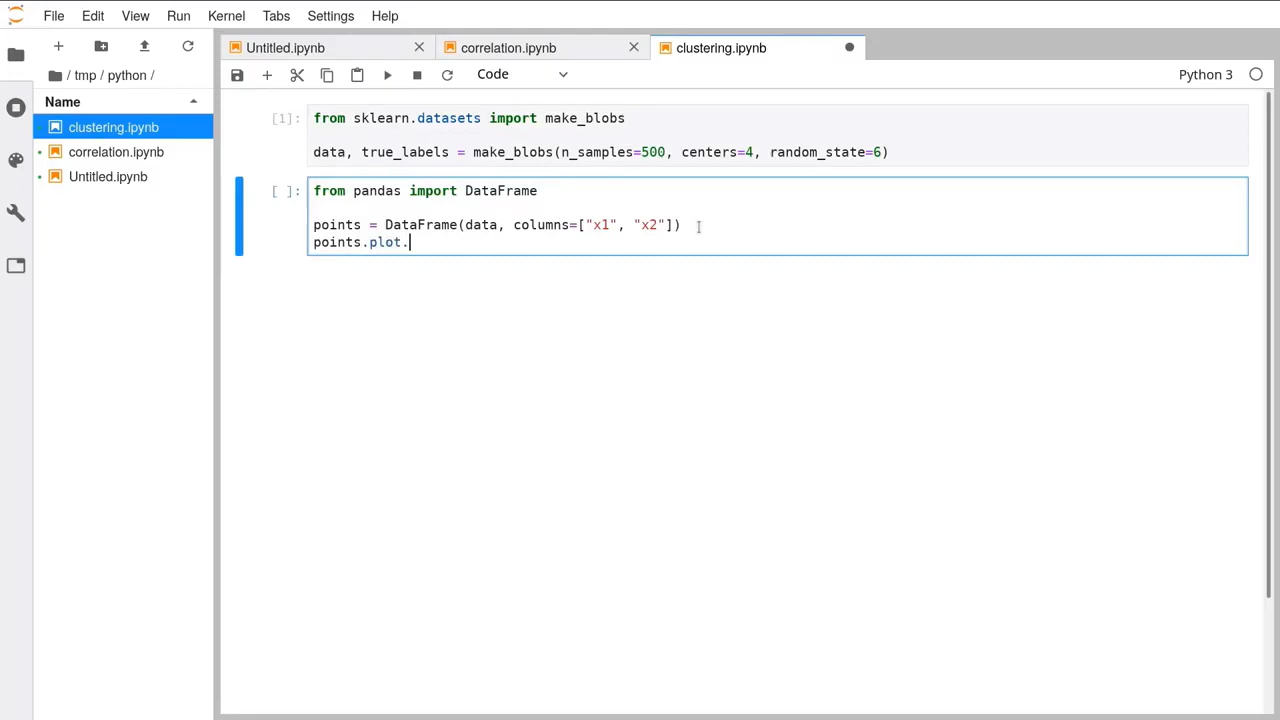 File Edit View Run Kernel Tabs Settings Help
Untitled.ipynb correlation.ipynb clustering.ipynb
/ tmp / python /
Code
Python 3
Name
clustering.ipynb
correlation.ipynb
Untitled.ipynb
[1]: from sklearn.datasets import make_blobs
data, true_labels = make_blobs(n_samples=500, centers=4, random_state=6)
[ ]: from pandas import DataFrame
points = DataFrame(data, columns=["x1", "x2"])
points.plot.